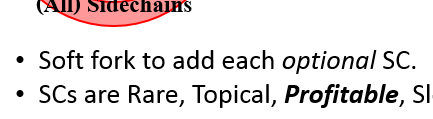 (All) Sidechains
• Soft fork to add each optional SC.
• SCs are Rare, Topical, Profitable,